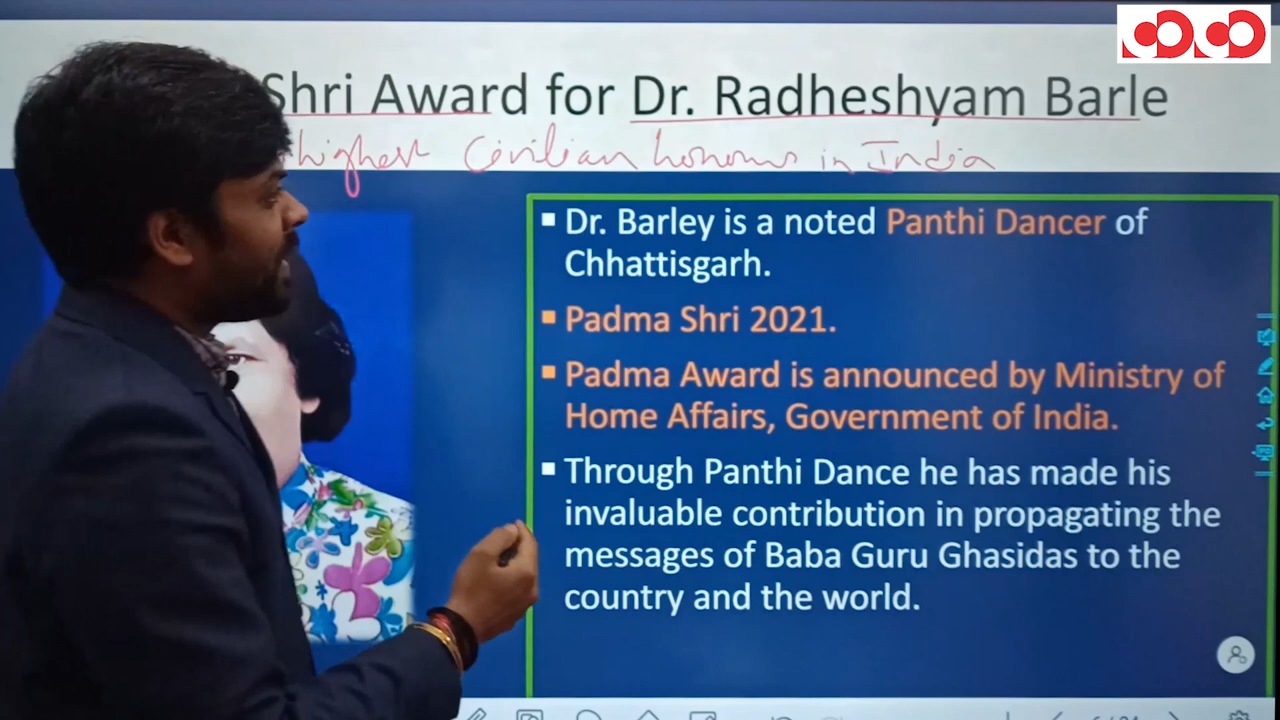 Shri Award for Dr. Radheshyam Barle
highest Civilian honour in India
▪ Dr. Barley is a noted Panthi Dancer of
Chhattisgarh.
▪ Padma Shri 2021.
▪ Padma Award is announced by Ministry of
Home Affairs, Government of India.
▪ Through Panthi Dance he has made his
invaluable contribution in propagating the
messages of Baba Guru Ghasidas to the
country and the world.